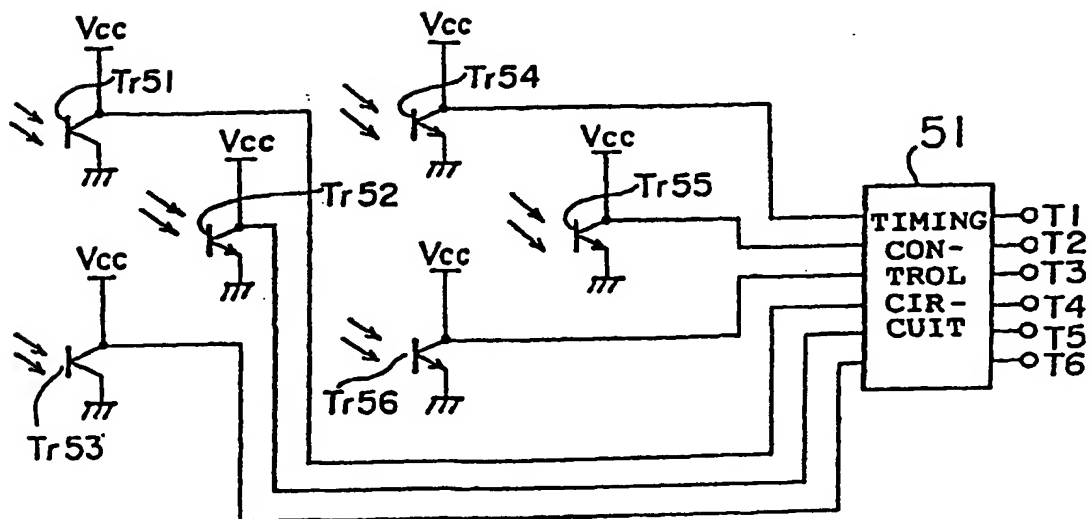 Vcc
Vcc
Tr51
Tr54
51
Vcc
Vcc
Tr52
Tr55
TIMING
CON-
TROL
CIR-
CUIT
T1
T2
T3
T4
T5
T6
Vcc
Vcc
Tr53
Tr56